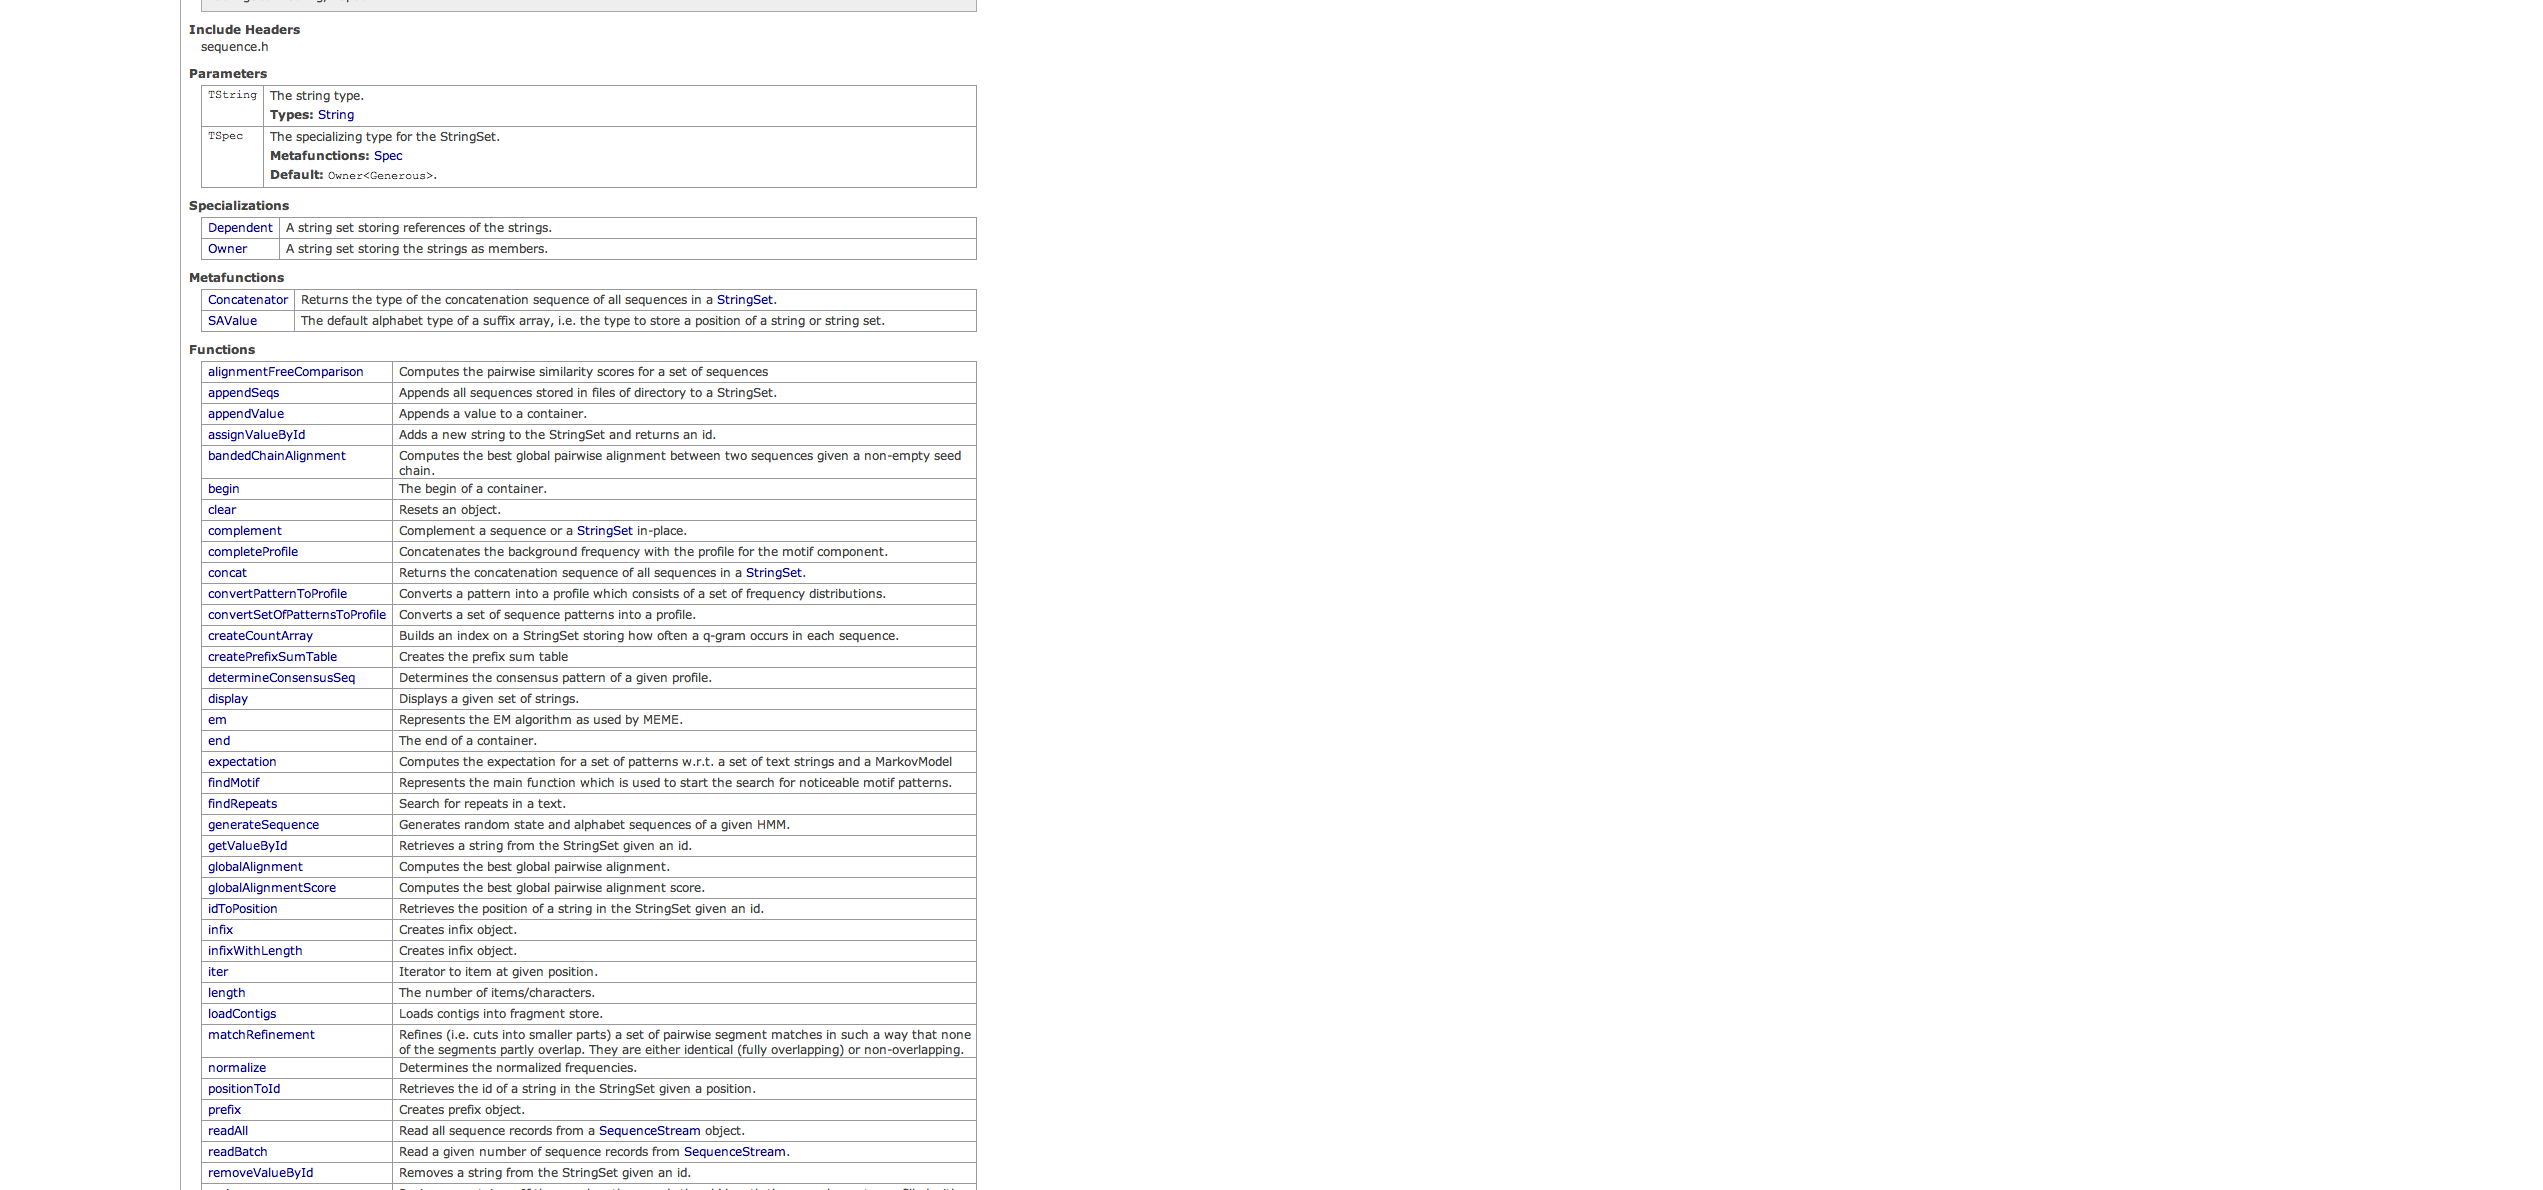 Include Headers
sequence.h
Parameters
TString The string type.
Types: String
TSpec The specializing type for the StringSet.
Metafunctions: Spec
Default: Owner<Generous>.
Specializations
Dependent A string set storing references of the strings.
Owner A string set storing the strings as members.
Metafunctions
Concatenator Returns the type of the concatenation sequence of all sequences in a StringSet.
SAValue The default alphabet type of a suffix array, i.e. the type to store a position of a string or string set.
Functions
alignmentFreeComparison Computes the pairwise similarity scores for a set of sequences
appendSeqs Appends all sequences stored in files of directory to a StringSet.
appendValue Appends a value to a container.
assignValueById Adds a new string to the StringSet and returns an id.
bandedChainAlignment Computes the best global pairwise alignment between two sequences given a non-empty seed
chain.
begin The begin of a container.
clear Resets an object.
complement Complement a sequence or a StringSet in-place.
completeProfile Concatenates the background frequency with the profile for the motif component.
concat Returns the concatenation sequence of all sequences in a StringSet.
convertPatternToProfile Converts a pattern into a profile which consists of a set of frequency distributions.
convertSetOfPatternsToProfile Converts a set of sequence patterns into a profile.
createCountArray Builds an index on a StringSet storing how often a q-gram occurs in each sequence.
createPrefixSumTable Creates the prefix sum table
determineConsensusSeq Determines the consensus pattern of a given profile.
display Displays a given set of strings.
em Represents the EM algorithm as used by MEME.
end The end of a container.
expectation Computes the expectation for a set of patterns w.r.t. a set of text strings and a MarkovModel
findMotif Represents the main function which is used to start the search for noticeable motif patterns.
findRepeats Search for repeats in a text.
generateSequence Generates random state and alphabet sequences of a given HMM.
getValueById Retrieves a string from the StringSet given an id.
globalAlignment Computes the best global pairwise alignment.
globalAlignmentScore Computes the best global pairwise alignment score.
idToPosition Retrieves the position of a string in the StringSet given an id.
infix Creates infix object.
infixWithLength Creates infix object.
iter Iterator to item at given position.
length The number of items/characters.
loadContigs Loads contigs into fragment store.
matchRefinement Refines (i.e. cuts into smaller parts) a set of pairwise segment matches in such a way that none
of the segments partly overlap. They are either identical (fully overlapping) or non-overlapping.
normalize Determines the normalized frequencies.
positionToId Retrieves the id of a string in the StringSet given a position.
prefix Creates prefix object.
readAll Read all sequence records from a SequenceStream object.
readBatch Read a given number of sequence records from SequenceStream.
removeValueById Removes a string from the StringSet given an id.